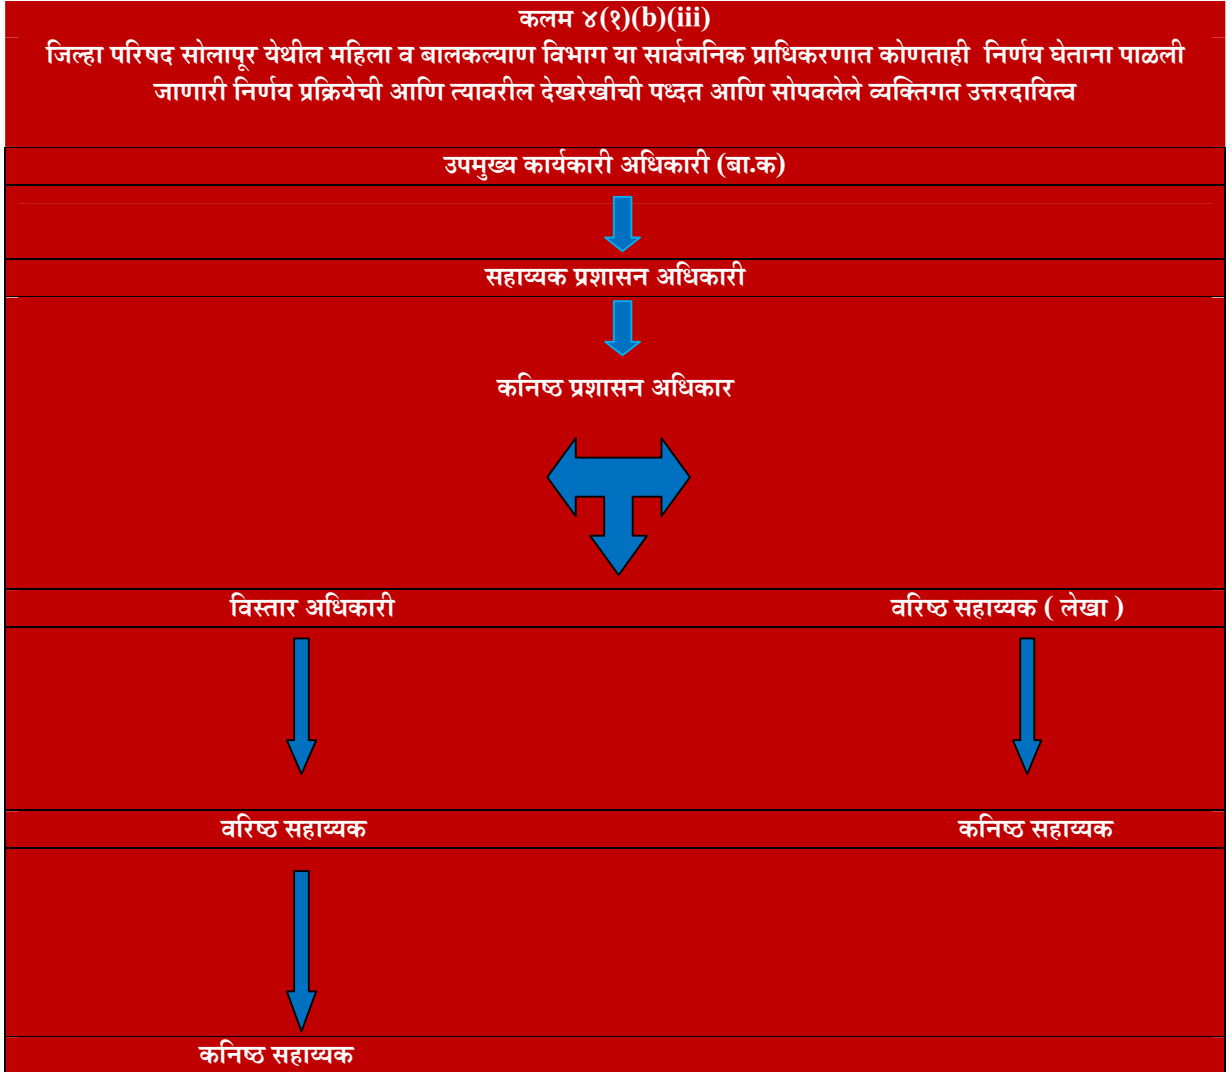 कलम ४(१)(b)(iii)
जिल्हा परिषद सोलापूर येथील महिला व बालकल्याण विभाग या सार्वजनिक प्राधिकरणात कोणताही निर्णय घेताना पाळली
जाणारी निर्णय प्रक्रियेची आणि त्यावरील देखरेखीची पध्दत आणि सोपवलेले व्यक्तिगत उत्तरदायित्व
उपमुख्य कार्यकारी अधिकारी (बा.क)
सहाय्यक प्रशासन अधिकारी
कनिष्ठ प्रशासन अधिकार
विस्तार अधिकारी
वरिष्ठ सहाय्यक ( लेखा )
वरिष्ठ सहाय्यक
कनिष्ठ सहाय्यक
कनिष्ठ सहाय्यक